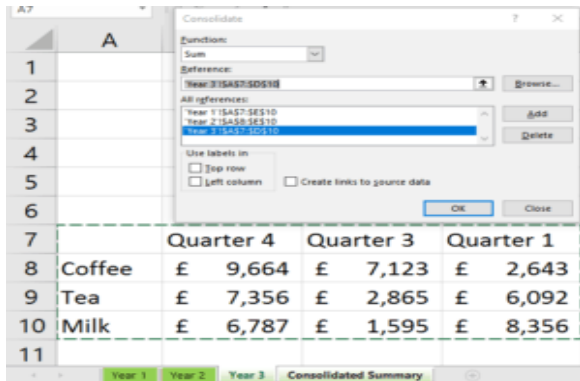 A7
Consolidate ? ×
Function:
Sum
Reference:
'Year 3'!$A$7:$D$10 Browse...
All references:
'Year 1'!$A$7:$E$10 Add
'Year 2'!$A$8:$E$10 Delete
'Year 3'!$A$7:$D$10
Use labels in
Top row
Left column Create links to source data
OK Close
A
1
2
3
4
5
6
7 Quarter 4 Quarter 3 Quarter 1
8 Coffee £ 9,664 £ 7,123 £ 2,643
9 Tea £ 7,356 £ 2,865 £ 6,092
10 Milk £ 6,787 £ 1,595 £ 8,356
11
Year 1 Year 2 Year 3 Consolidated Summary